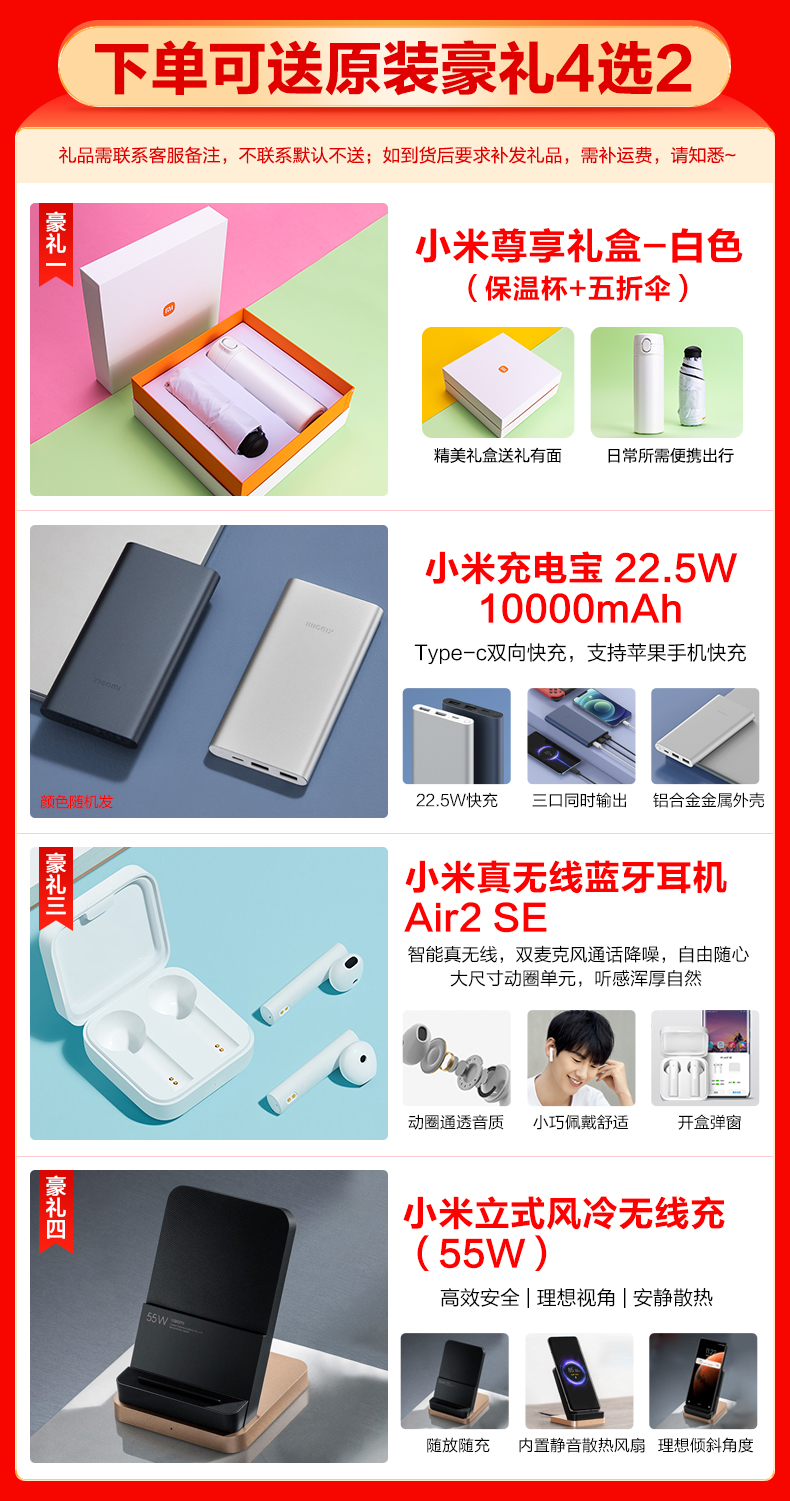 下单可送原装豪礼4选2
礼品需联系客服备注，不联系默认不送；如到货后要求补发礼品，需补运费，请知悉~
豪礼一
小米尊享礼盒-白色
（保温杯+五折伞）
精美礼盒送礼有面
日常所需便携出行
颜色随机发
小米充电宝 22.5W
10000mAh
Type-c双向快充，支持苹果手机快充
22.5W快充
三口同时输出
铝合金金属外壳
豪礼三
小米真无线蓝牙耳机
Air2 SE
智能真无线，双麦克风通话降噪，自由随心
大尺寸动圈单元，听感浑厚自然
动圈通透音质
小巧佩戴舒适
开盒弹窗
豪礼四
55W
小米立式风冷无线充
（55W）
高效安全 | 理想视角 | 安静散热
随放随充
内置静音散热风扇
理想倾斜角度